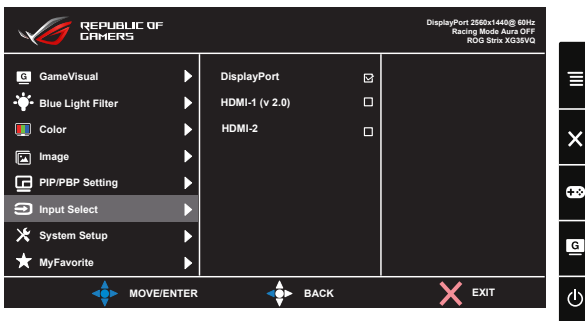 REPUBLIC OF
GAMERS
DisplayPort 2560x1440@ 60Hz
Racing Mode Aura OFF
ROG Strix XG35VQ
G GameVisual
Blue Light Filter
Color
Image
PIP/PBP Setting
Input Select
System Setup
MyFavorite
DisplayPort
HDMI-1 (v 2.0)
HDMI-2
MOVE/ENTER
BACK
EXIT
G